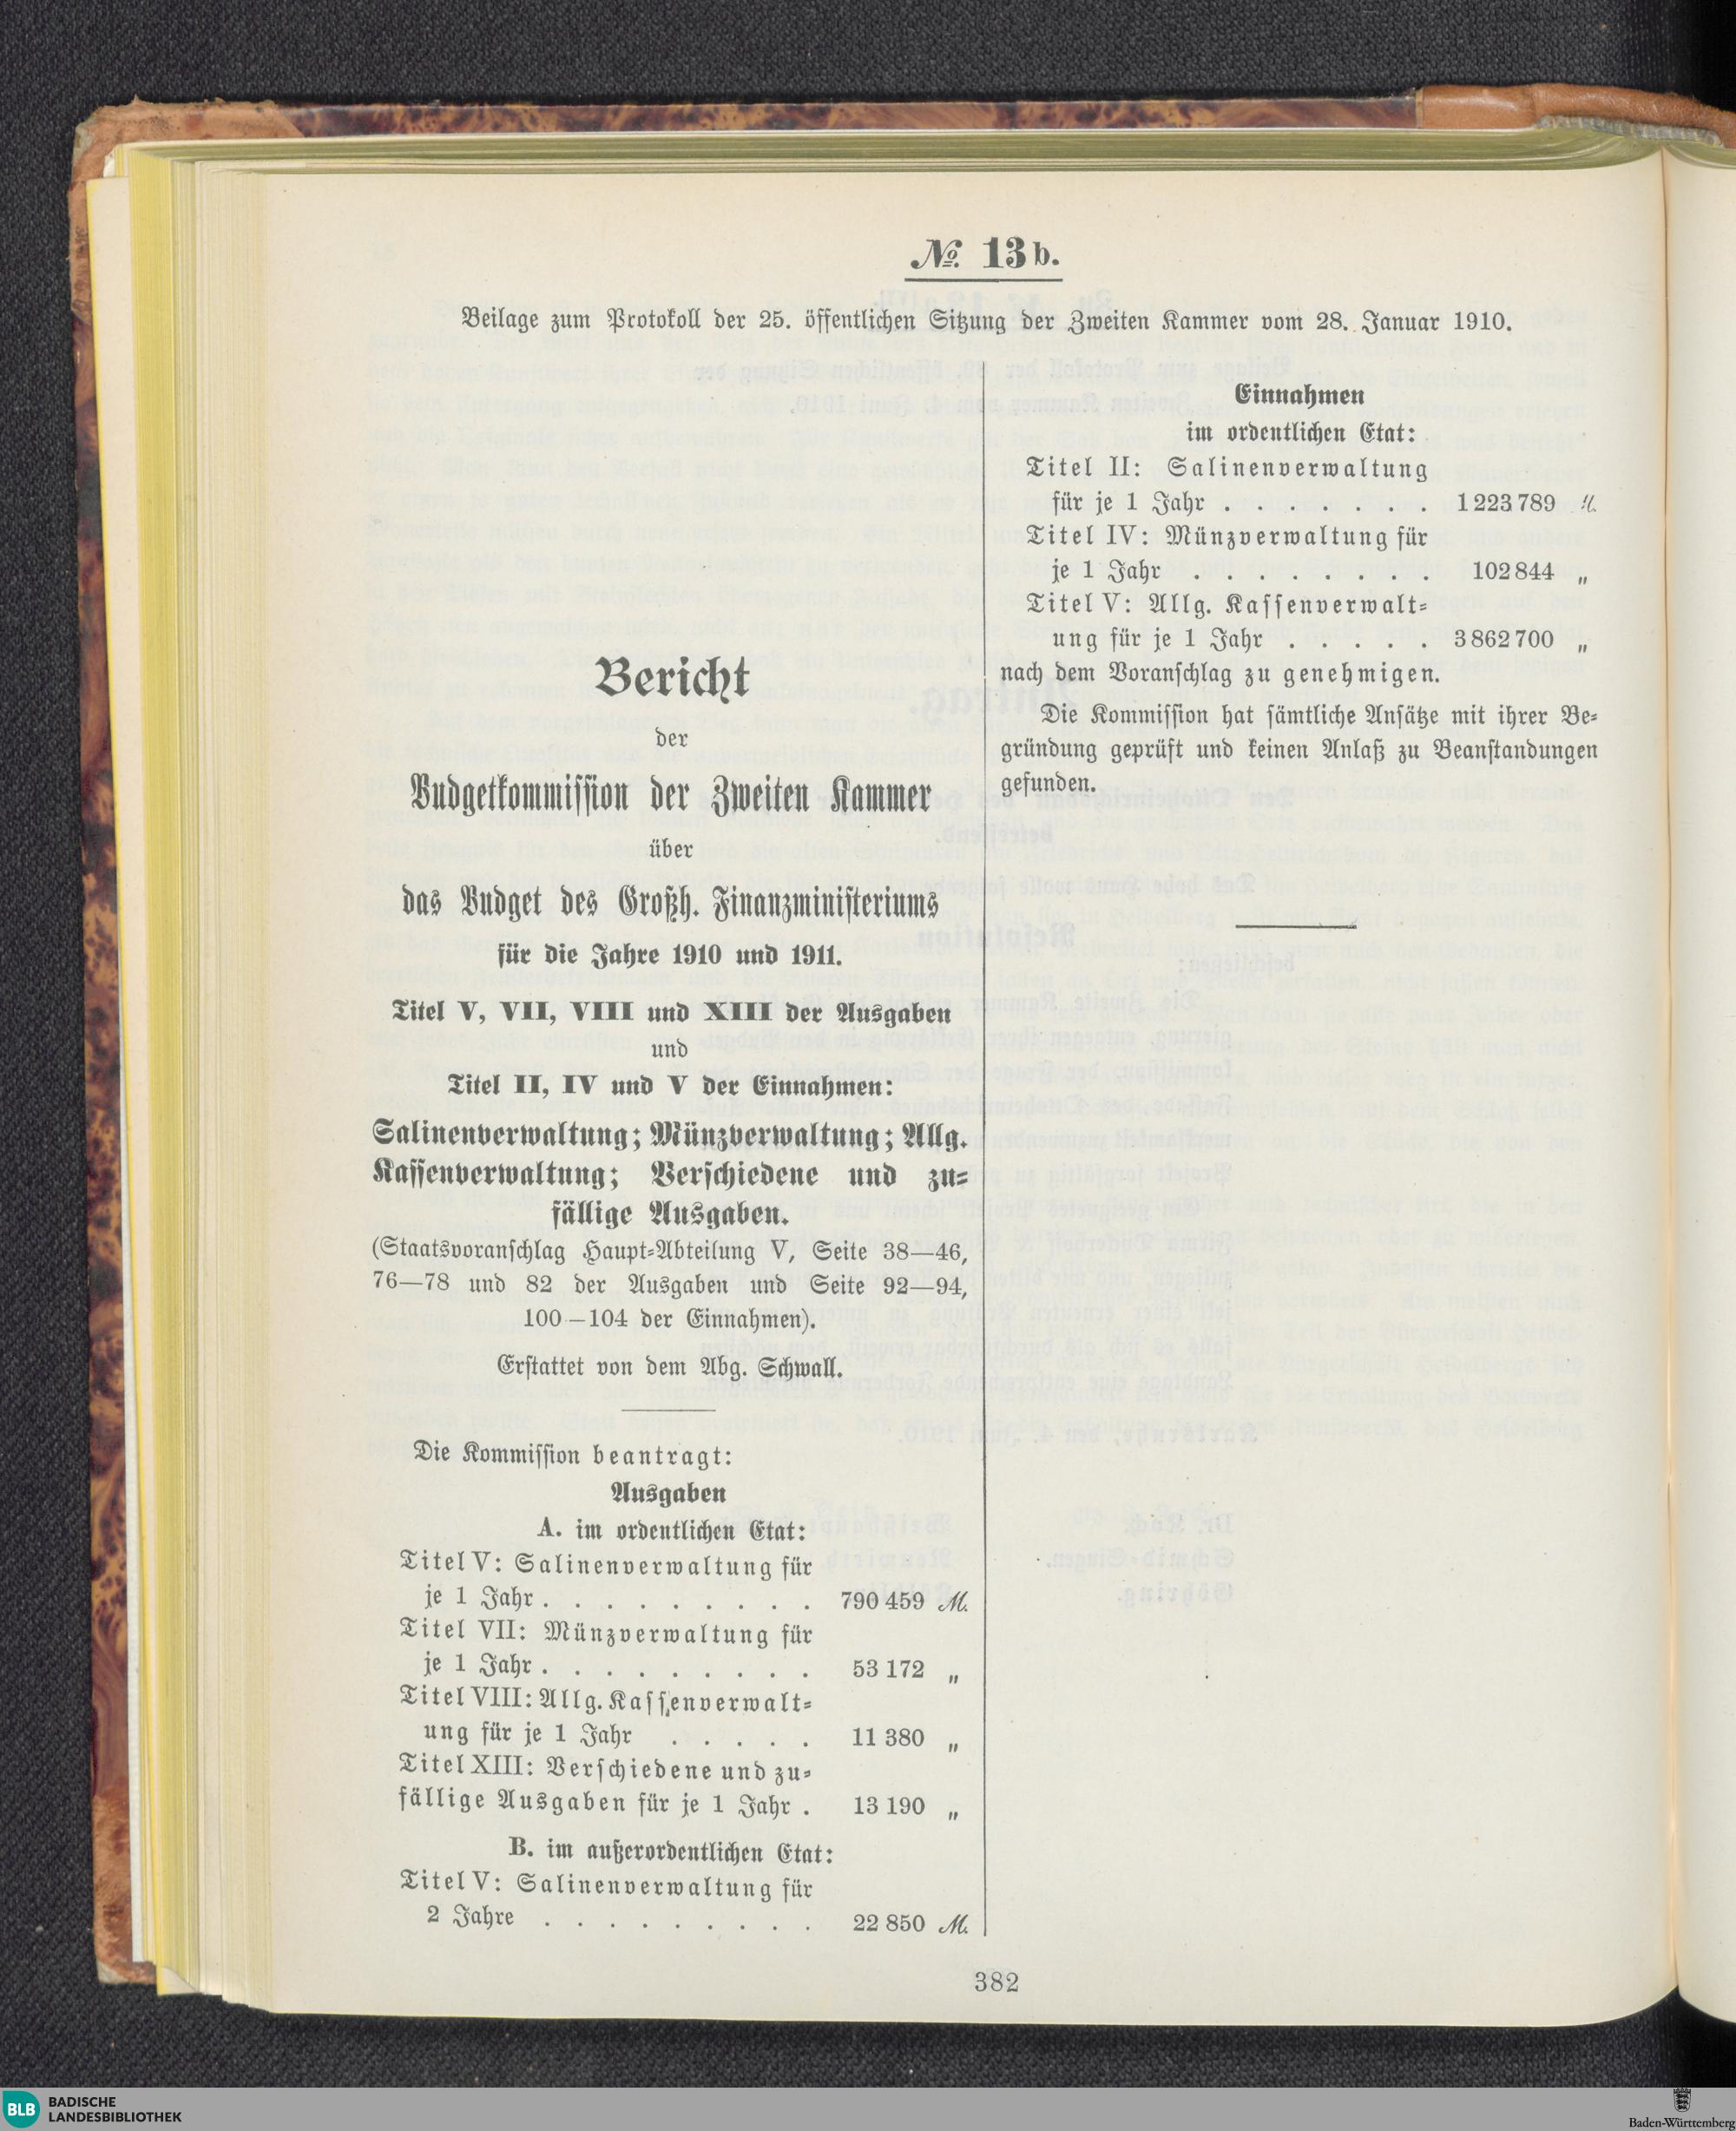 № 13b.
Beilage zum Protokoll der 25. öffentlichen Sitzung der Zweiten Kammer vom 28. Januar 1910.
Bericht
der
Budgetkommission der Zweiten Kammer
über
das Budget des Großh. Finanzministeriums
für die Jahre 1910 und 1911.
Titel V, VII, VIII und XIII der Ausgaben
und
Titel II, IV und V der Einnahmen:
Salinenverwaltung; Münzverwaltung; Allg.
Kassenverwaltung; Verschiedene und zu-
fällige Ausgaben.
(Staatsvoranschlag Haupt-Abteilung V, Seite 38—46,
76—78 und 82 der Ausgaben und Seite 92—94,
100—104 der Einnahmen).
Erstattet von dem Abg. Schwall.
Die Kommission beantragt:
Ausgaben
A. im ordentlichen Etat:
Titel V: Salinenverwaltung für
je 1 Jahr . . . . . . . . . 790 459 ℳ.
Titel VII: Münzverwaltung für
je 1 Jahr . . . . . . . . . 53 172 „
Titel VIII: Allg. Kassenverwalt-
ung für je 1 Jahr . . . . . 11 380 „
Titel XIII: Verschiedene und zu-
fällige Ausgaben für je 1 Jahr . 13 190 „
B. im außerordentlichen Etat:
Titel V: Salinenverwaltung für
2 Jahre . . . . . . . . . 22 850 ℳ.
Einnahmen
im ordentlichen Etat:
Titel II: Salinenverwaltung
für je 1 Jahr . . . . . . . 1 223 789 ℳ.
Titel IV: Münzverwaltung für
je 1 Jahr . . . . . . . . 102 844 „
Titel V: Allg. Kassenverwalt-
ung für je 1 Jahr . . . . . 3 862 700 „
nach dem Voranschlag zu genehmigen.
Die Kommission hat sämtliche Ansätze mit ihrer Be-
gründung geprüft und keinen Anlaß zu Beanstandungen
gefunden.
382
BLB BADISCHE
LANDESBIBLIOTHEK
Baden-Württemberg